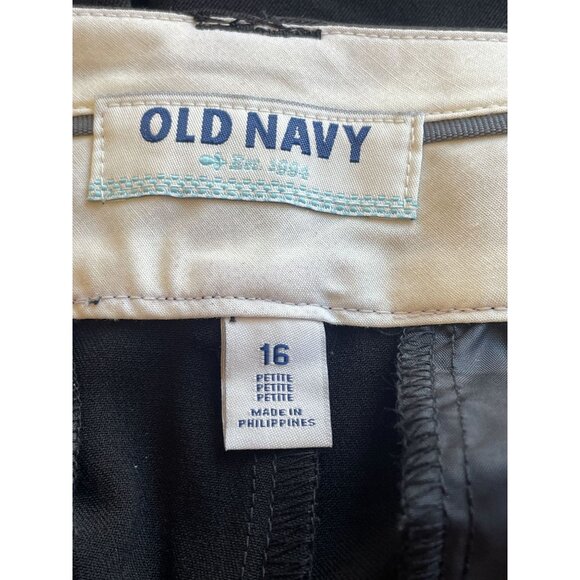 OLD NAVY
Est. 1994
16
PETITE
PETITE
PETITE
MADE IN
PHILIPPINES